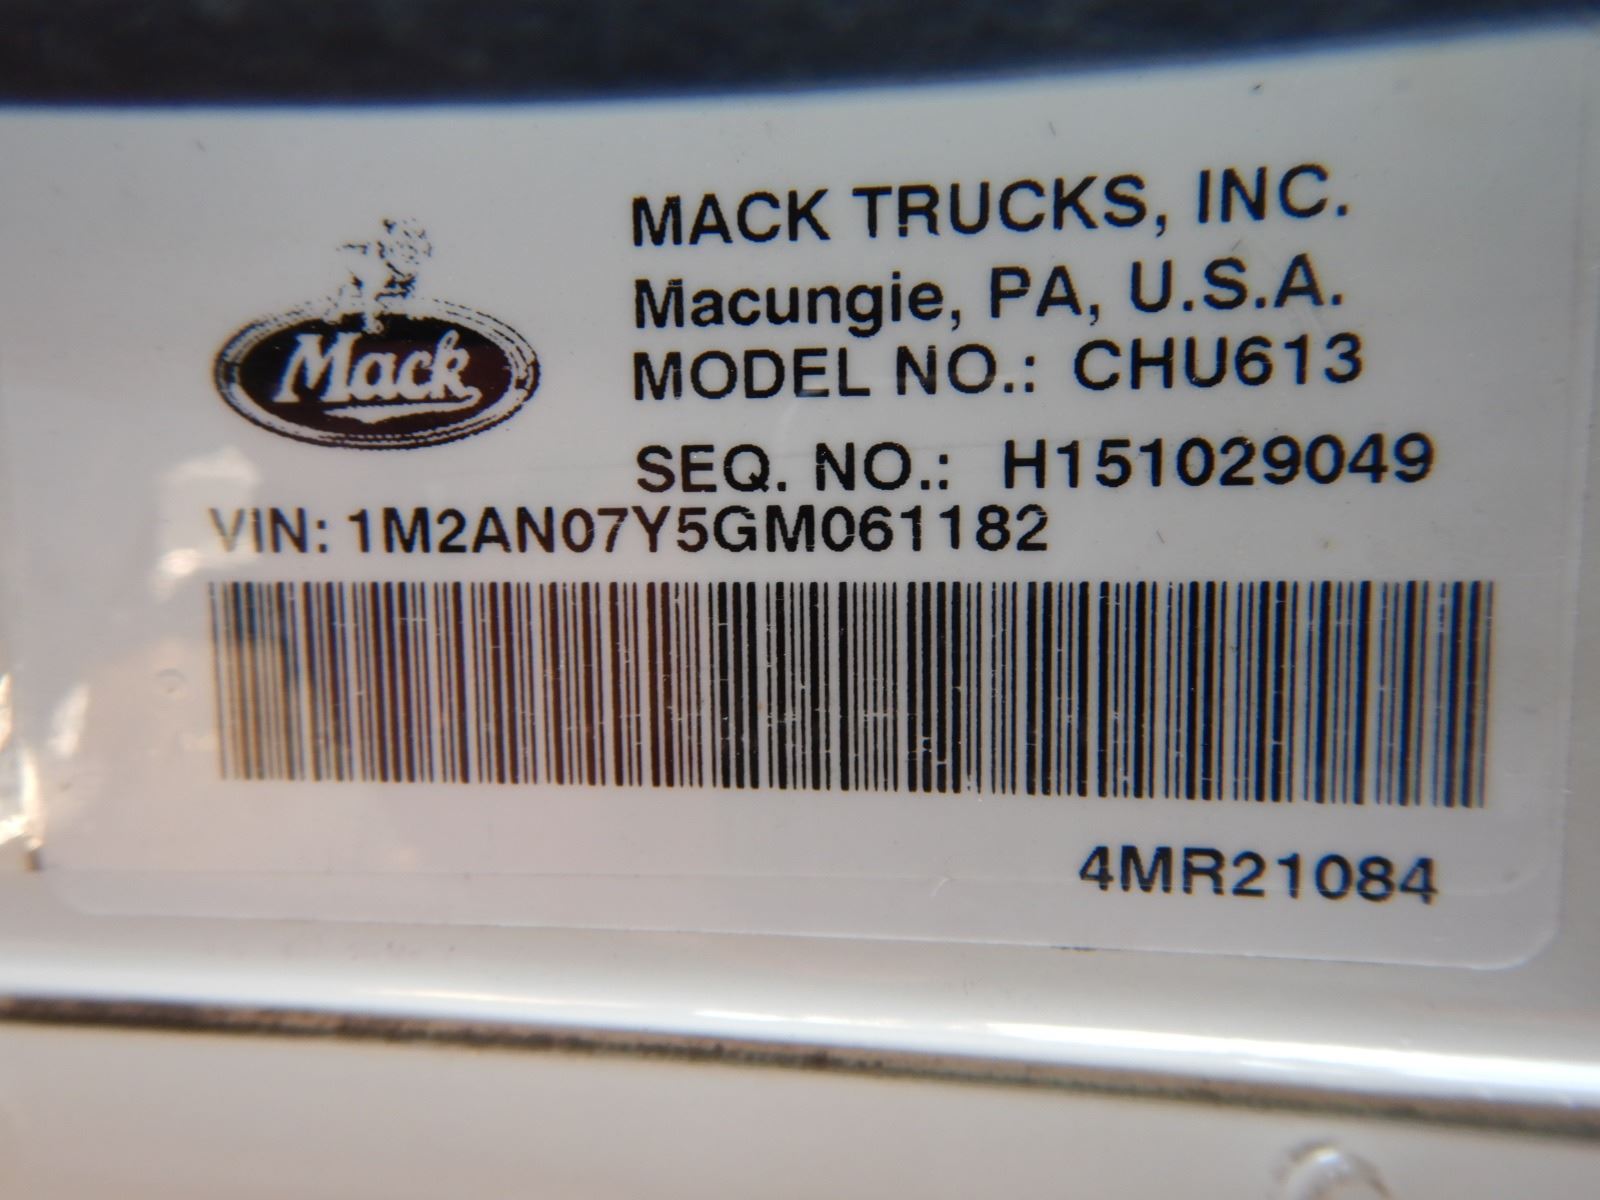 MACK TRUCKS, INC.
Macungie, PA, U.S.A.
Mack
MODEL NO.: CHU613
SEQ. NO.: H151029049
VIN: 1M2AN07Y5GM061182
4MR21084